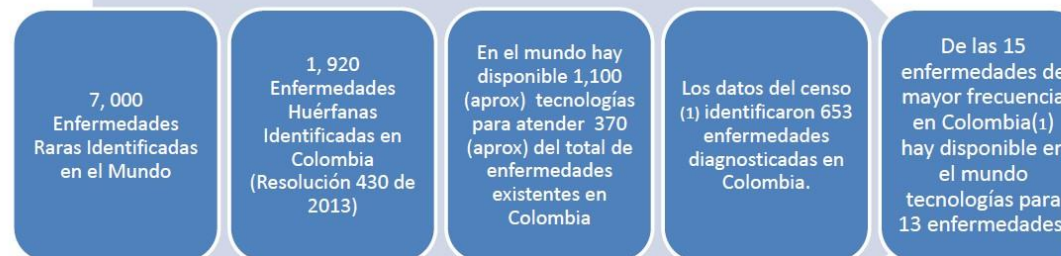 7, 000
Enfermedades
Raras Identificadas
en el Mundo
1, 920
Enfermedades
Huérfanas
Identificadas en
Colombia
(Resolución 430 de
2013)
En el mundo hay
disponible 1,100
(aprox) tecnologías
para atender 370
(aprox) del total de
enfermedades
existentes en
Colombia
Los datos del censo
(1) identificaron 653
enfermedades
diagnosticadas en
Colombia.
De las 15
enfermedades de
mayor frecuencia
en Colombia(1)
hay disponible en
el mundo
tecnologías para
13 enfermedades